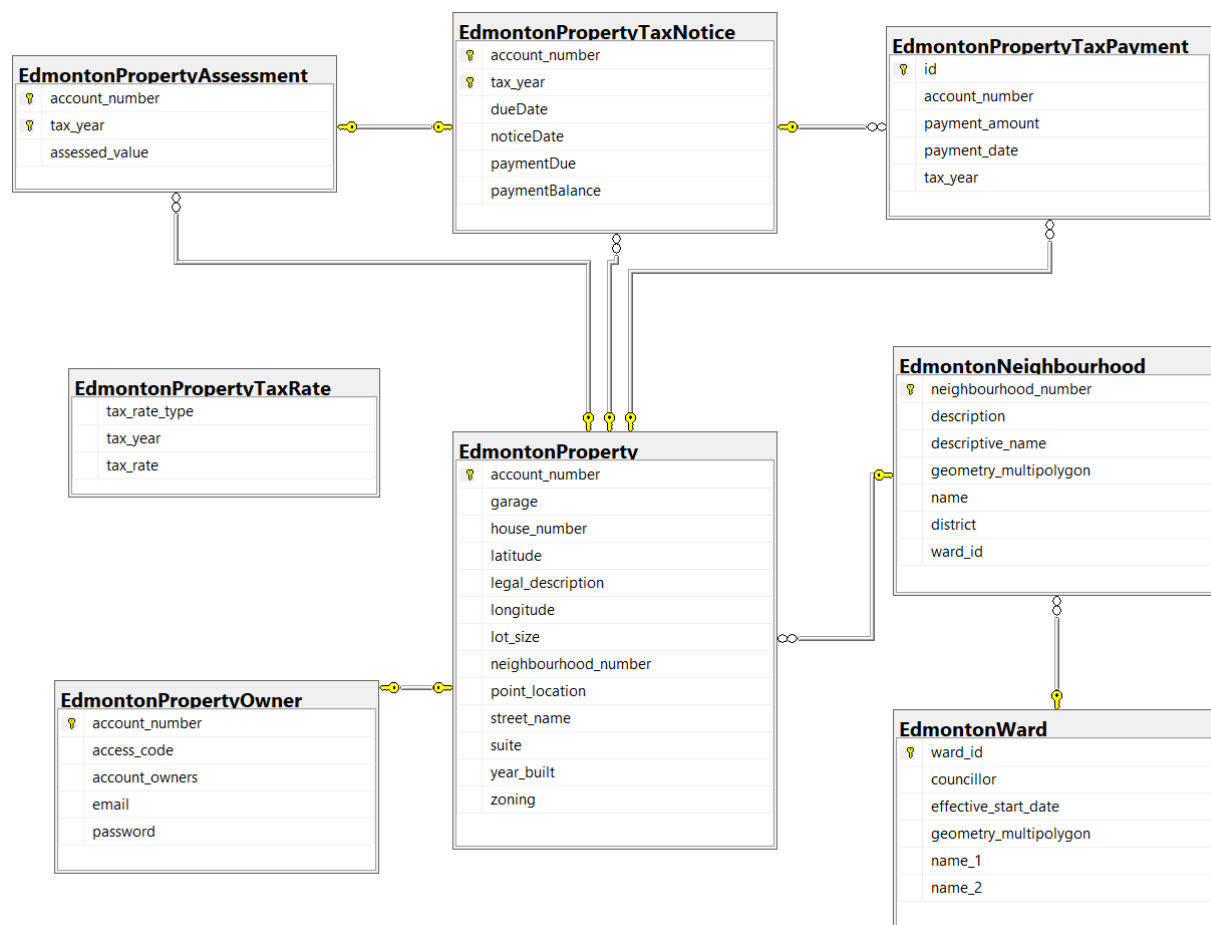 EdmontonPropertyAssessment
account_number
tax_year
assessed_value
EdmontonPropertyTaxNotice
account_number
tax_year
dueDate
noticeDate
paymentDue
paymentBalance
EdmontonPropertyTaxPayment
id
account_number
payment_amount
payment_date
tax_year
EdmontonPropertyTaxRate
tax_rate_type
tax_year
tax_rate
EdmontonProperty
account_number
garage
house_number
latitude
legal_description
longitude
lot_size
neighbourhood_number
point_location
street_name
suite
year_built
zoning
EdmontonNeighbourhood
neighbourhood_number
description
descriptive_name
geometry_multipolygon
name
district
ward_id
EdmontonPropertyOwner
account_number
access_code
account_owners
email
password
EdmontonWard
ward_id
councillor
effective_start_date
geometry_multipolygon
name_1
name_2